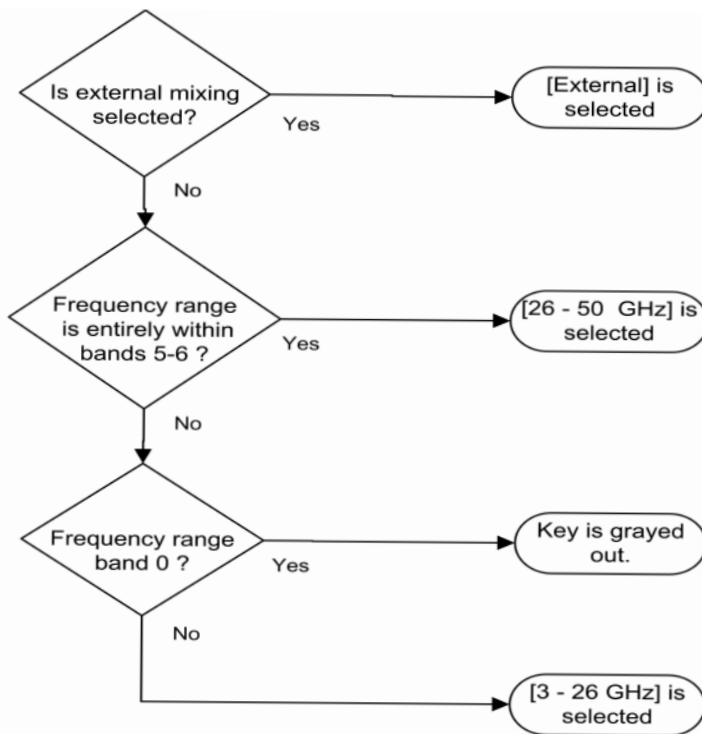 Is external mixing
selected?
Yes
[External] is
selected
No
Frequency range
is entirely within
bands 5-6 ?
Yes
[26 - 50  GHz] is
selected
No
Frequency range
band 0 ?
Yes
Key is grayed
out.
No
[3 - 26 GHz] is
selected